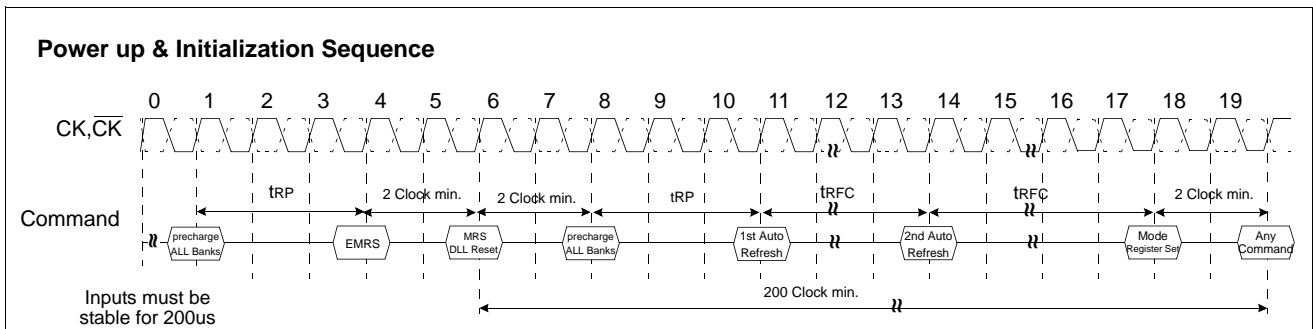 Power up & Initialization Sequence
0 1 2 3 4 5 6 7 8 9 10 11 12 13 14 15 16 17 18 19
CK,CK
tRP 2 Clock min. 2 Clock min. tRP tRFC tRFC 2 Clock min.
Command
precharge
ALL Banks
EMRS
MRS
DLL Reset
precharge
ALL Banks
1st Auto
Refresh
2nd Auto
Refresh
Mode
Register Set
Any
Command
200 Clock min.
Inputs must be
stable for 200us